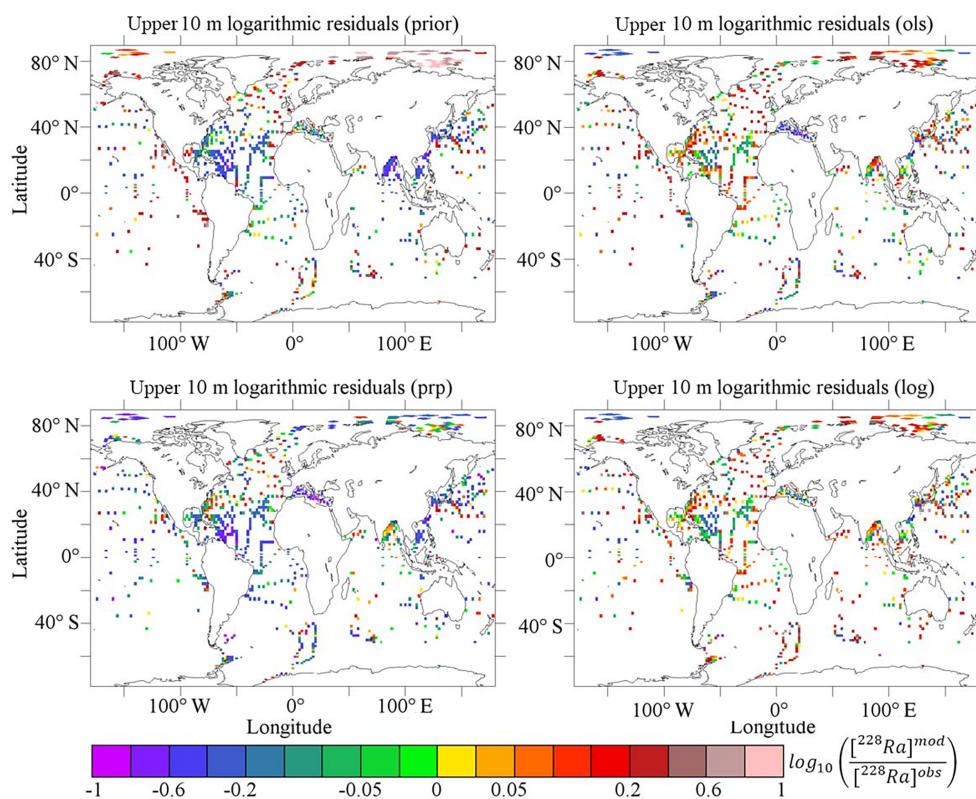 Upper 10 m logarithmic residuals (prior)
Upper 10 m logarithmic residuals (ols)
80° N
40° N
0°
40° S
Latitude
100° W
0°
100° E
80° N
40° N
0°
40° S
100° W
0°
100° E
Upper 10 m logarithmic residuals (prp)
Upper 10 m logarithmic residuals (log)
80° N
40° N
0°
40° S
Latitude
100° W
0°
100° E
Longitude
80° N
40° N
0°
40° S
100° W
0°
100° E
Longitude
-1 -0.6 -0.2 -0.05 0 0.05 0.2 0.6 1
log₁₀([²²⁸Ra]ᵐᵒᵈ/[²²⁸Ra]ᵒᵇˢ)